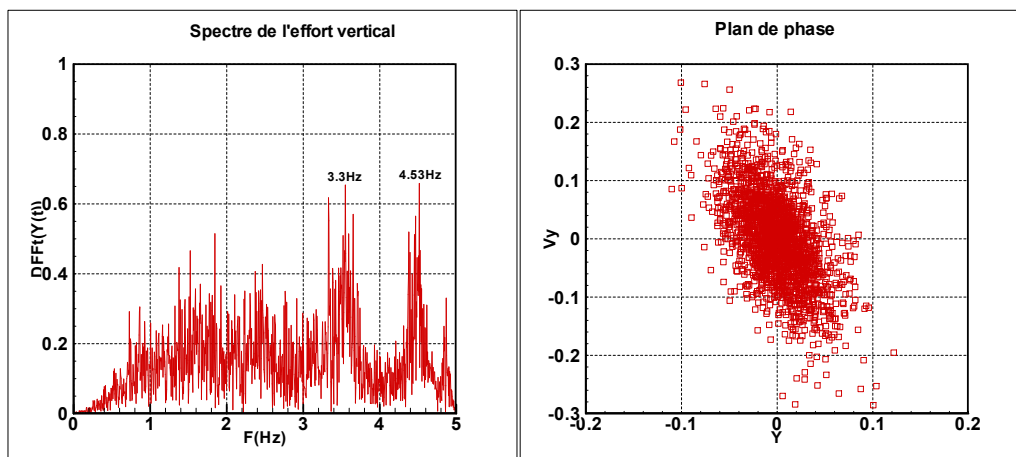 Spectre de l'effort vertical
1
0.8
0.6
0.4
0.2
0
DFFt(Y(t))
3.3Hz
4.53Hz
0 1 2 3 4 5
F(Hz)
Plan de phase
0.3
0.2
0.1
0
-0.1
-0.2
-0.3
Vy
-0.2 -0.1 0 0.1 0.2
Y